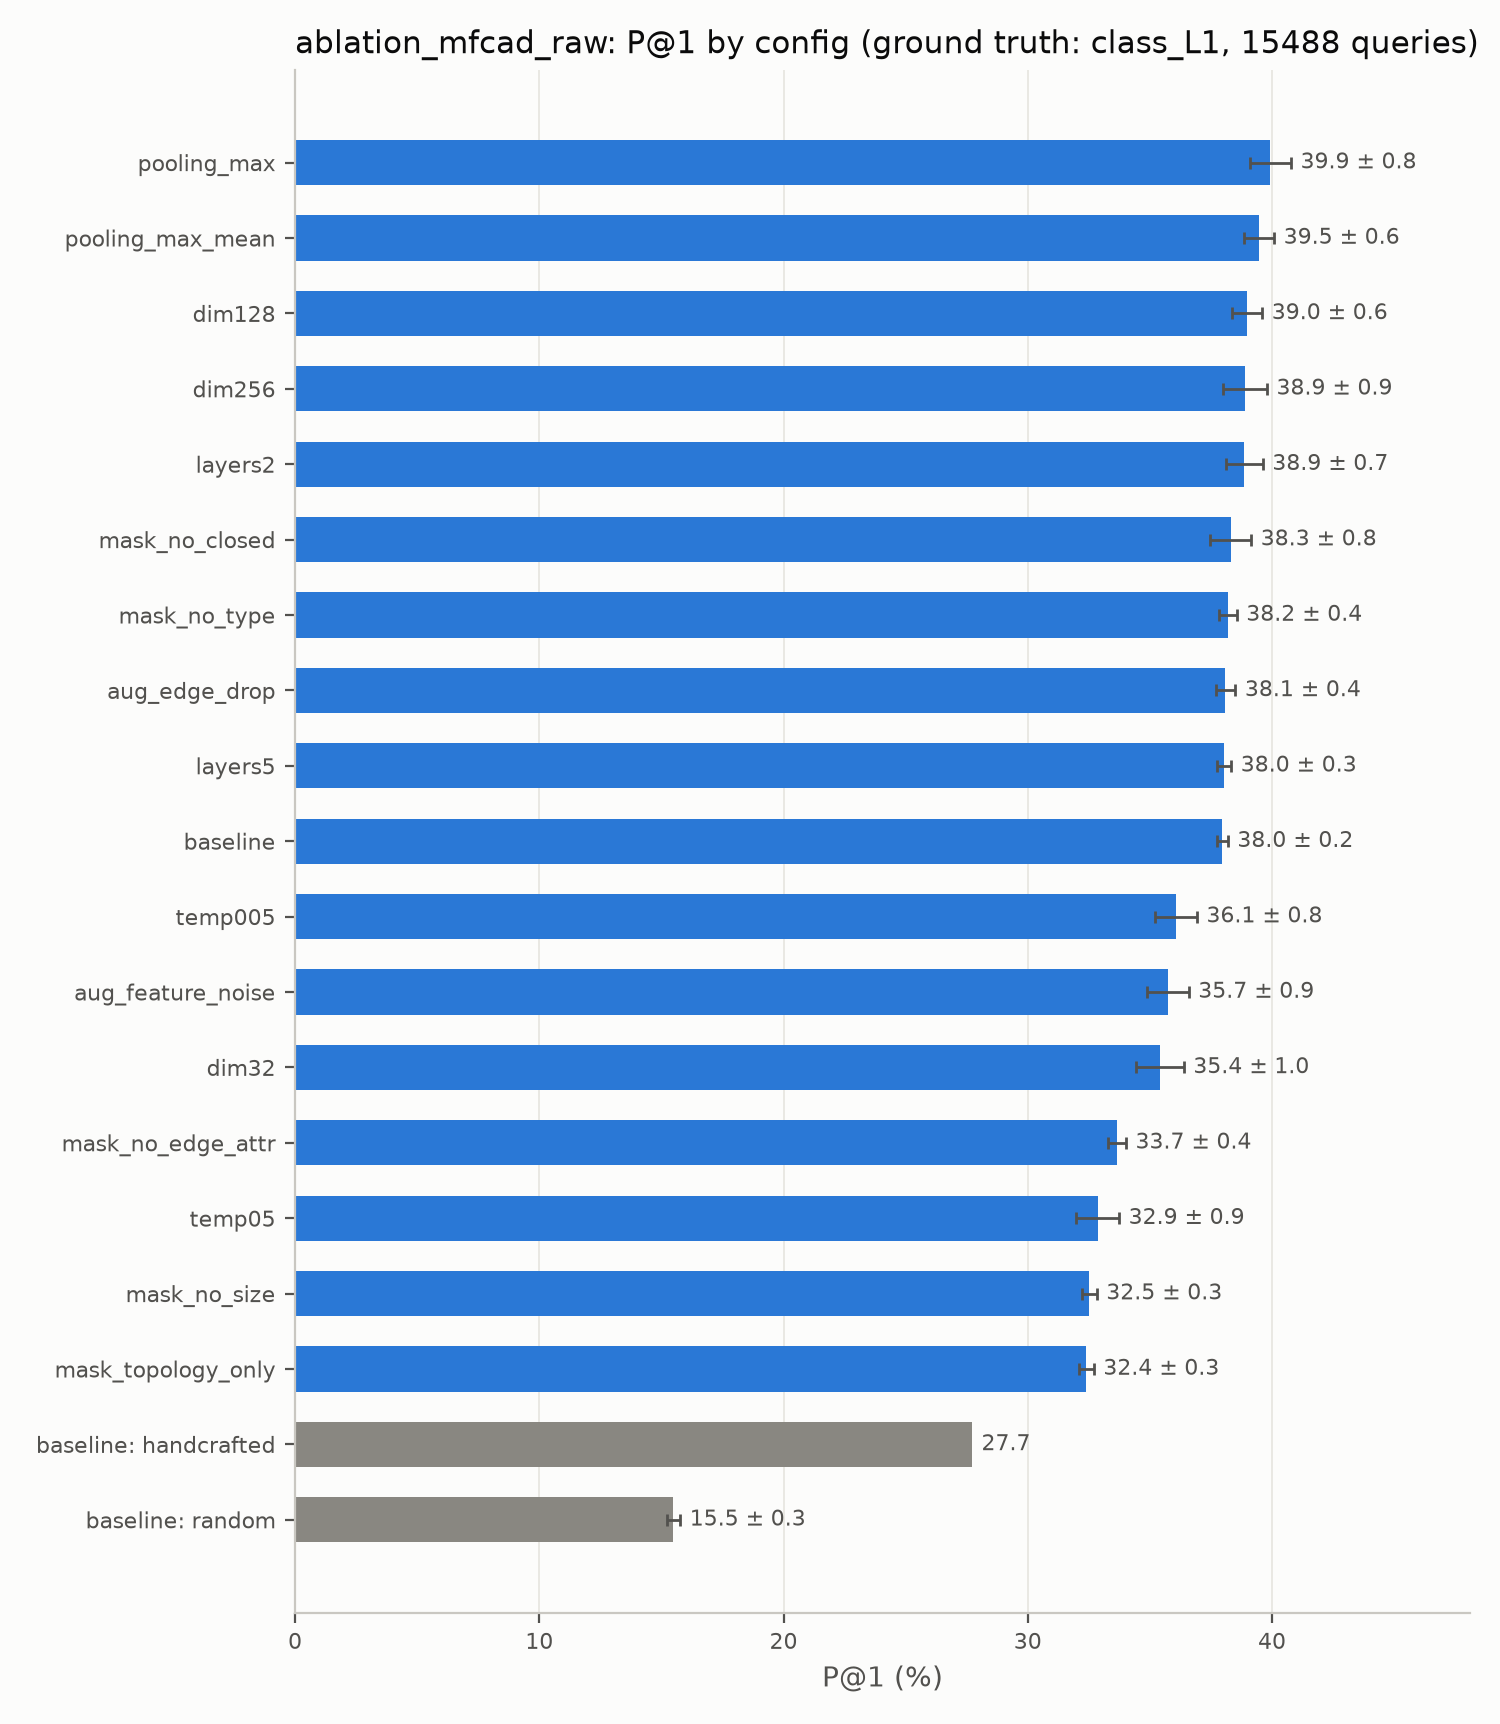 ablation_mfcad_raw: P@1 by config (ground truth: class_L1, 15488 queries)
pooling_max 39.9 ± 0.8
pooling_max_mean 39.5 ± 0.6
dim128 39.0 ± 0.6
dim256 38.9 ± 0.9
layers2 38.9 ± 0.7
mask_no_closed 38.3 ± 0.8
mask_no_type 38.2 ± 0.4
aug_edge_drop 38.1 ± 0.4
layers5 38.0 ± 0.3
baseline 38.0 ± 0.2
temp005 36.1 ± 0.8
aug_feature_noise 35.7 ± 0.9
dim32 35.4 ± 1.0
mask_no_edge_attr 33.7 ± 0.4
temp05 32.9 ± 0.9
mask_no_size 32.5 ± 0.3
mask_topology_only 32.4 ± 0.3
baseline: handcrafted 27.7
baseline: random 15.5 ± 0.3
0 10 20 30 40
P@1 (%)